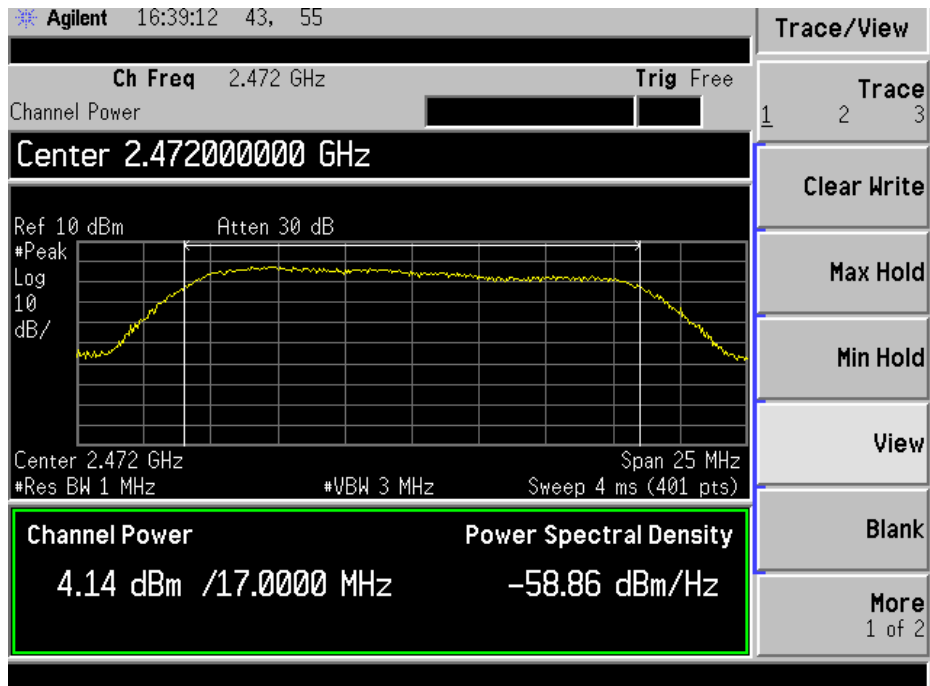 Agilent 16:39:12 43, 55
Trace/View
Ch Freq 2.472 GHz Trig Free
Channel Power
Trace
1 2 3
Center 2.472000000 GHz
Clear Write
Ref 10 dBm Atten 30 dB
#Peak
Log
10
dB/
Max Hold
Min Hold
View
Center 2.472 GHz Span 25 MHz
#Res BW 1 MHz #VBW 3 MHz Sweep 4 ms (401 pts)
Channel Power Power Spectral Density
4.14 dBm /17.0000 MHz -58.86 dBm/Hz
Blank
More
1 of 2